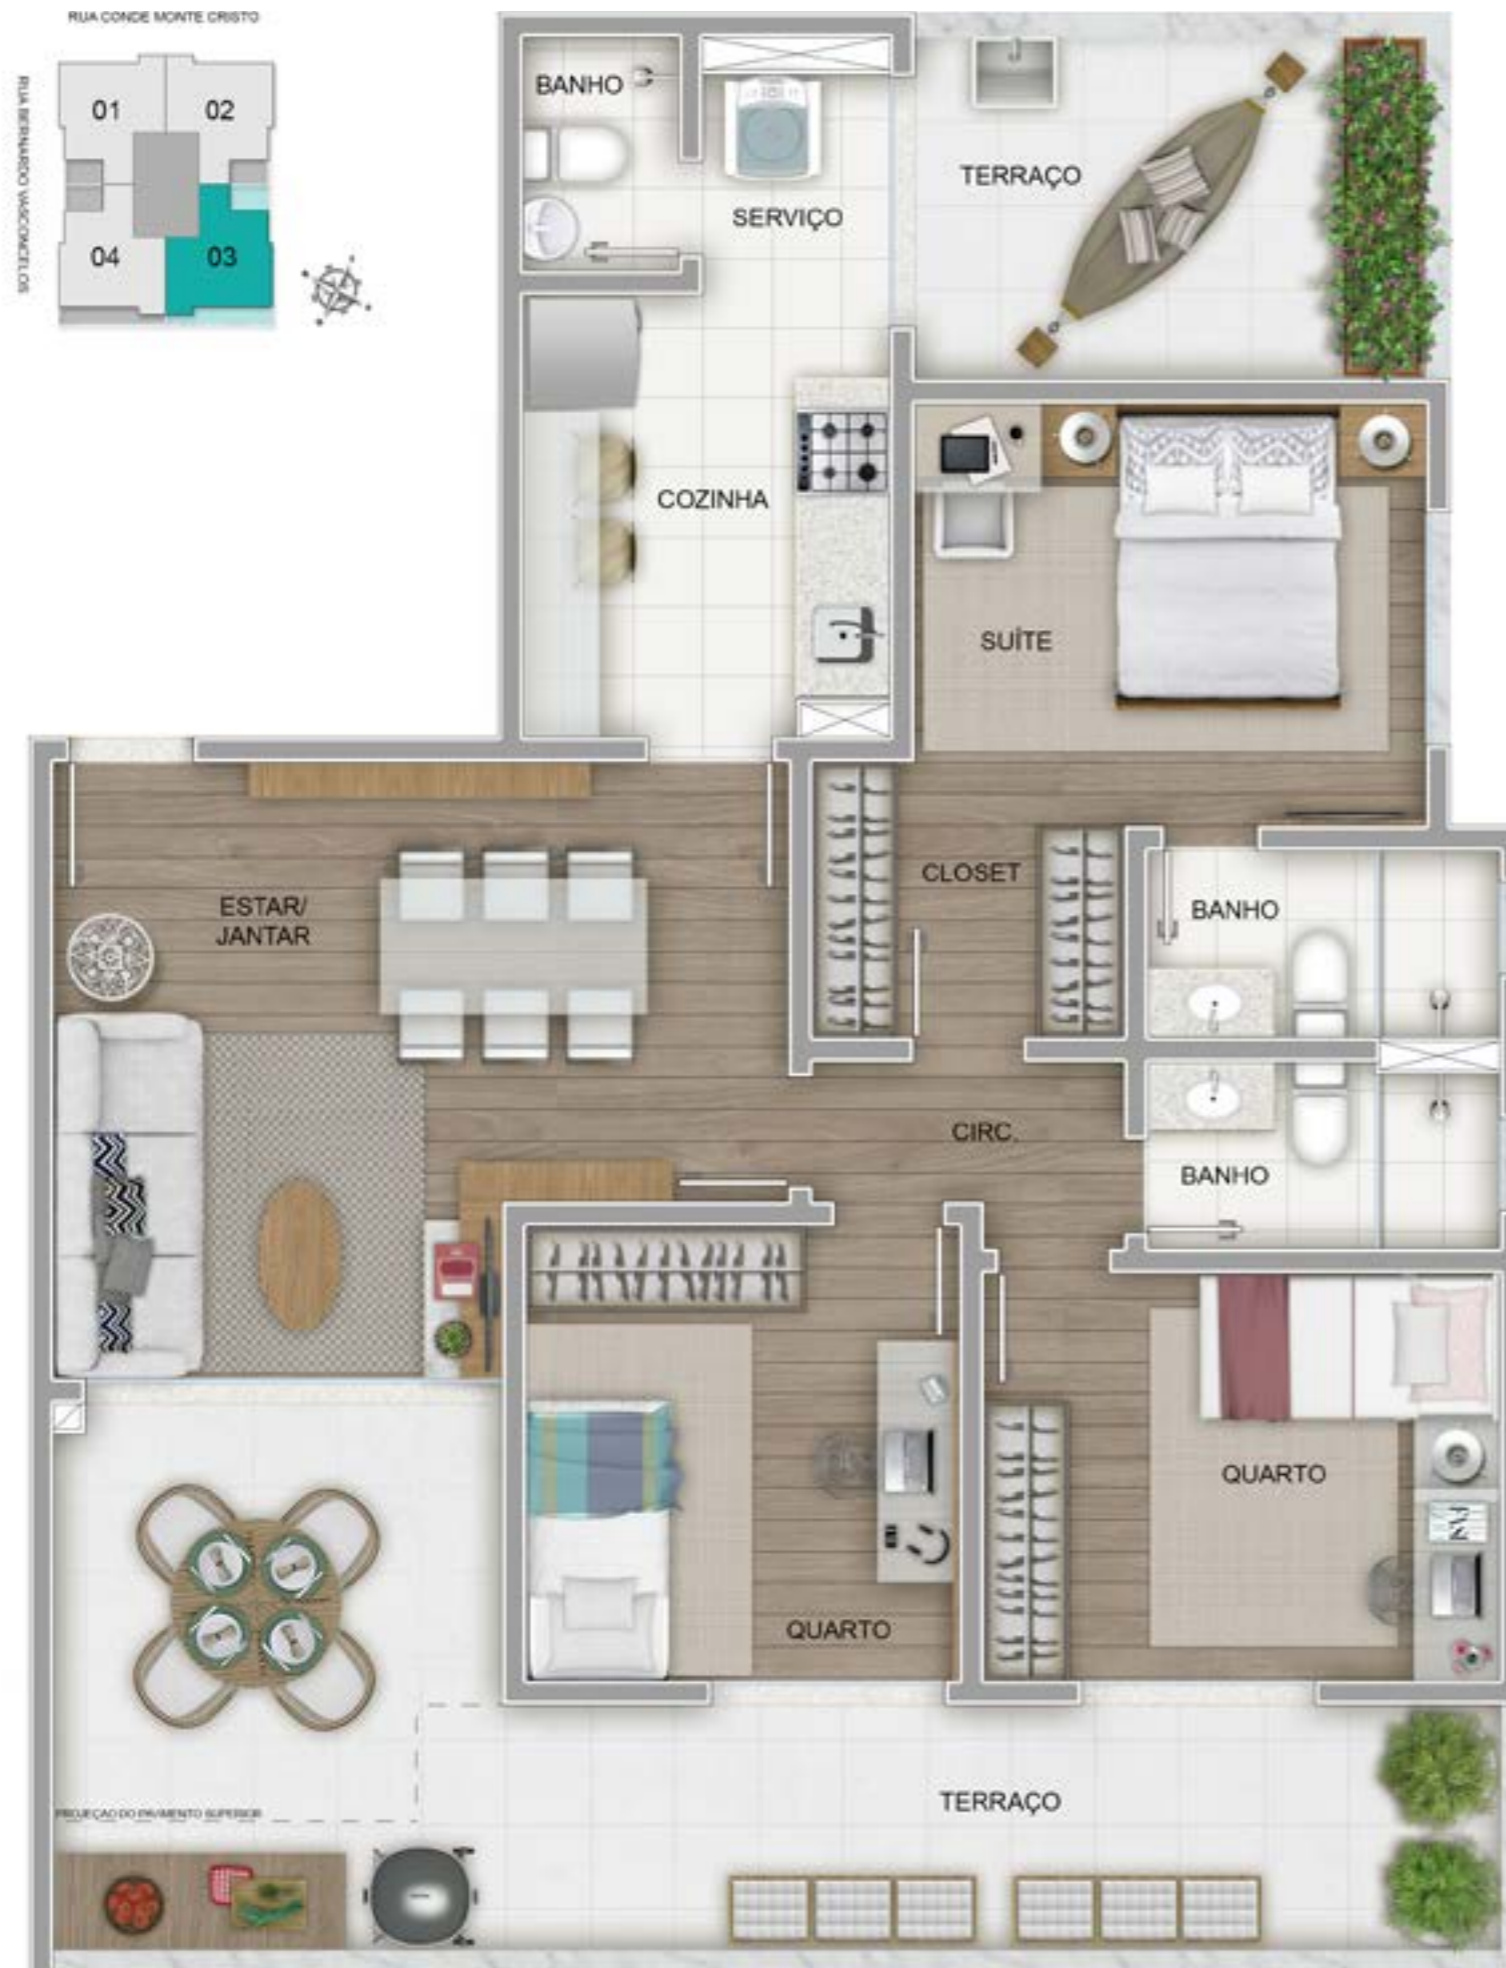 RUA CONDE MONTE CRISTO
RUA BERNARDO VASCONCELOS
01
02
04
03
BANHO
SERVIÇO
TERRAÇO
COZINHA
SUÍTE
ESTAR/
JANTAR
CLOSET
BANHO
CIRC.
BANHO
QUARTO
QUARTO
TERRAÇO
PROJEÇÃO DO PAVIMENTO SUPERIOR